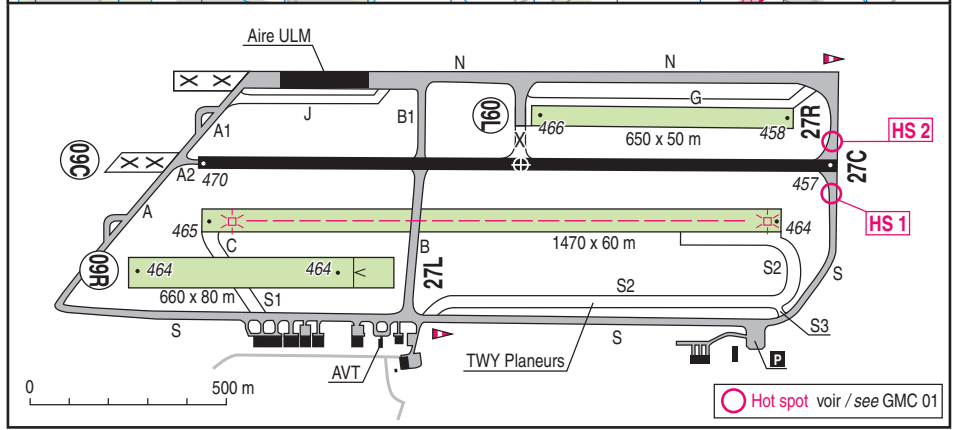 Aire ULM
N
N
X X
J
A1
B1
09L
G
466
650 x 50 m
458
27R
HS 2
X
09C
X X
A2
470
457
27C
HS 1
A
465
C
B
1470 x 60 m
464
09R
464
464
27L
660 x 80 m
S1
S2
S2
S
S
S
S3
AVT
TWY Planeurs
P
0
500 m
Hot spot voir / see GMC 01